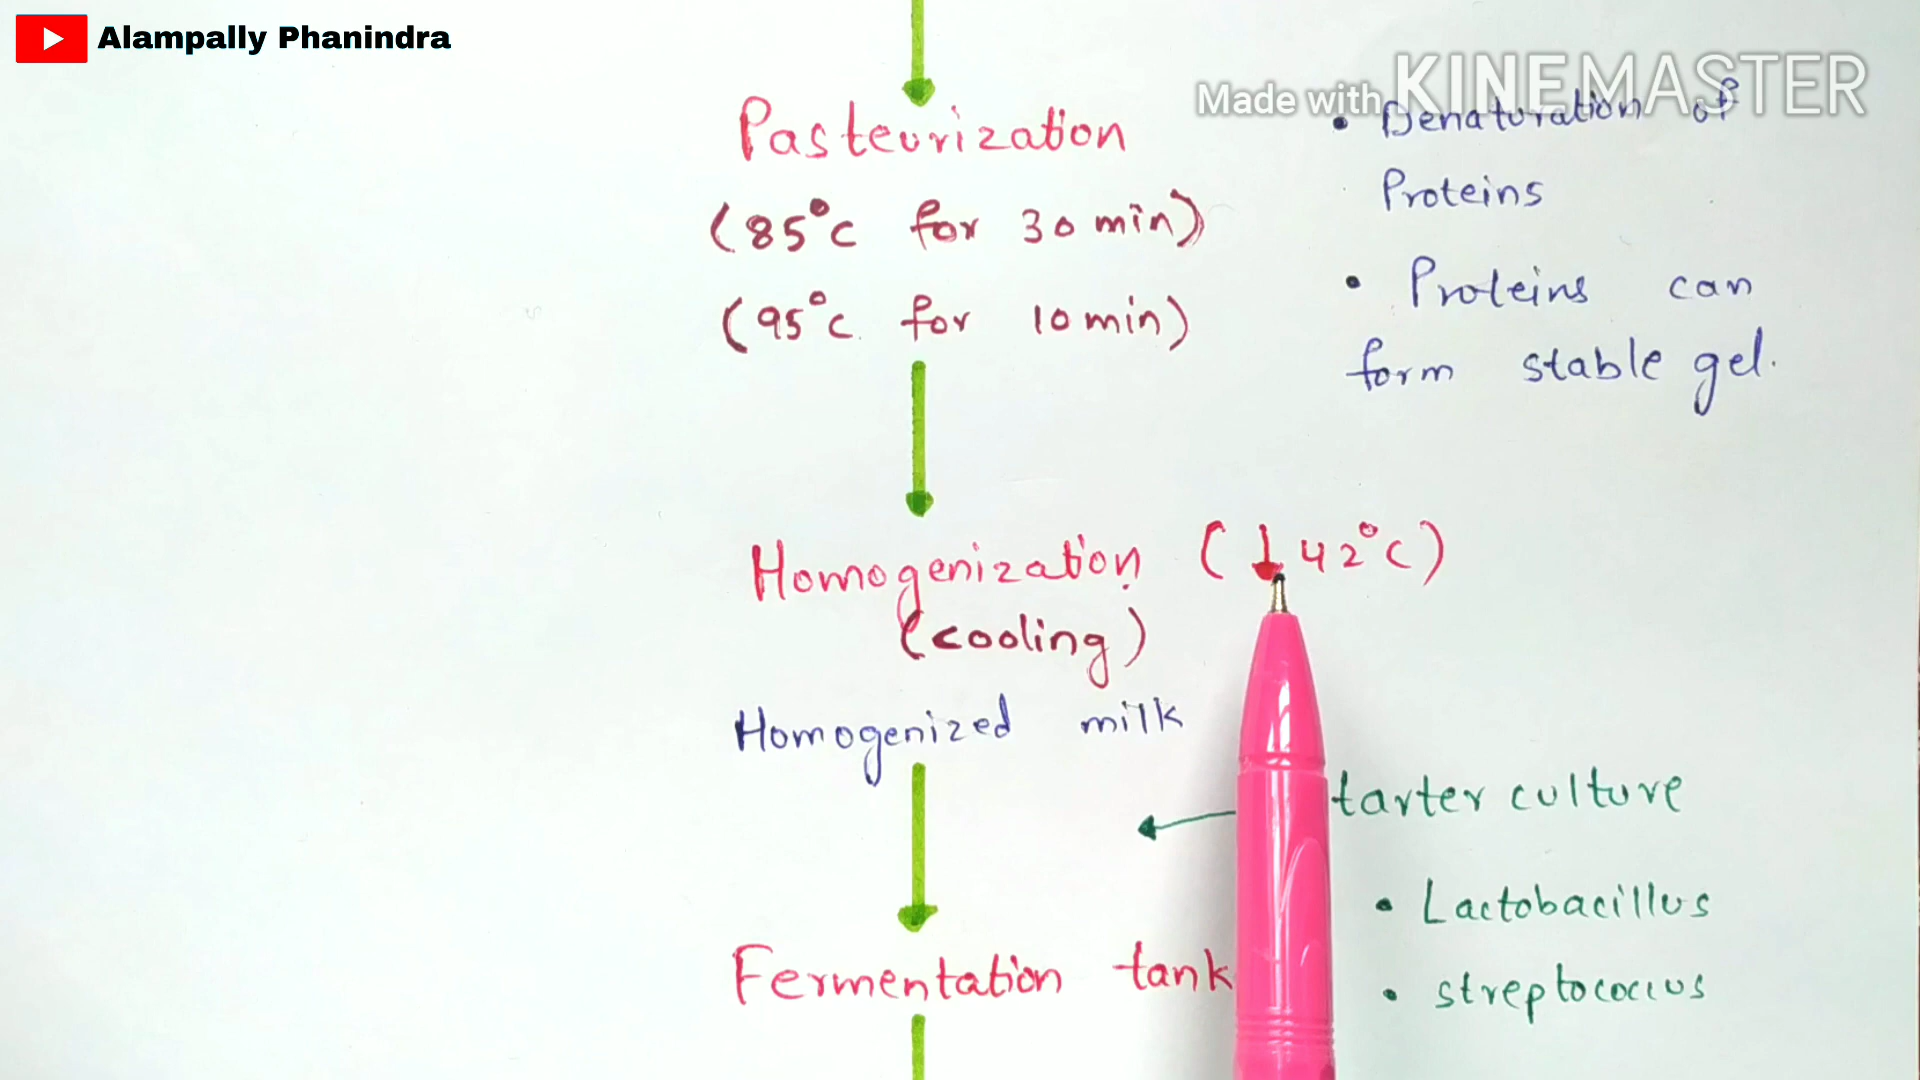 Alampally Phanindra
Made with KINEMASTER
Pasteurization
(85°c for 30 min)
(95°c for 10 min)
• Denaturation of
Proteins
• Proteins can
form stable gel.
Homogenization (↓42°c)
(cooling)
Homogenized milk
tarter culture
• Lactobacillus
• streptococcus
Fermentation tank